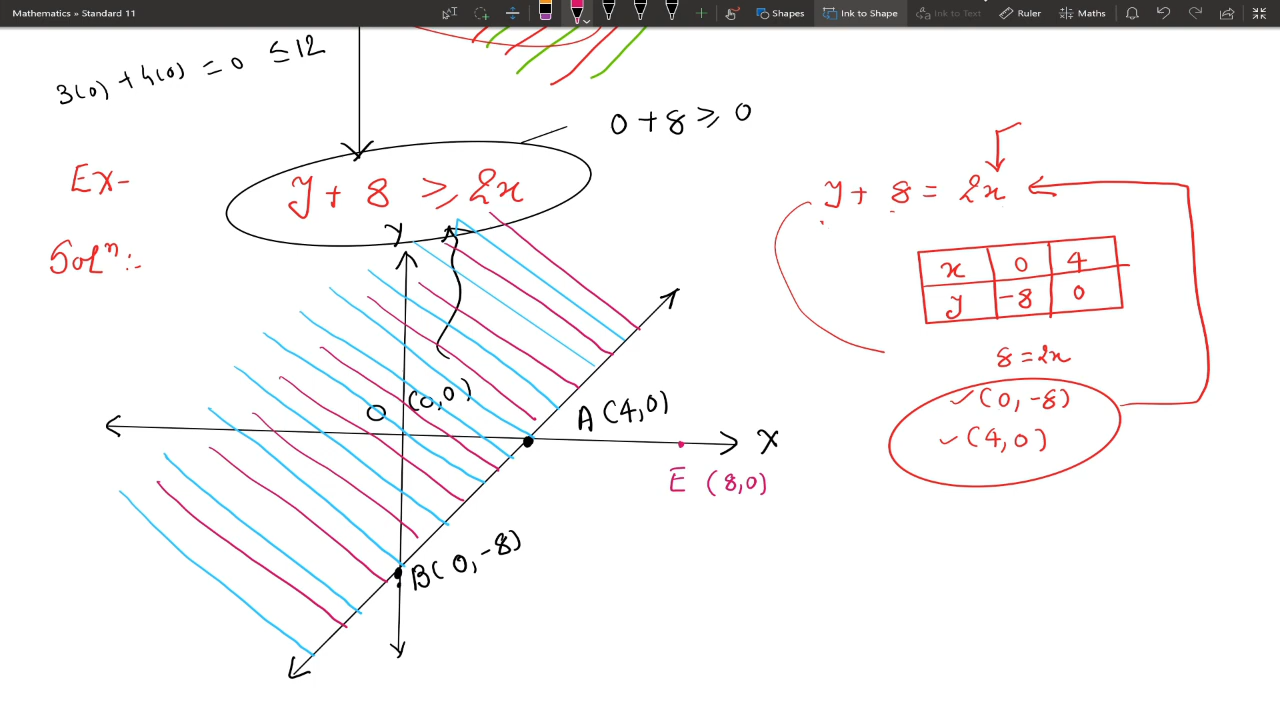 Mathematics » Standard 11
Shapes
Ink to Shape
Ink to Text
Ruler
Maths
3(0) + 4(0) = 0 ≤ 12
0 + 8 ≥ 0
Ex-
y + 8 ≥ 2x
y + 8 = 2x
Solⁿ:-
Y
x 0 4
y -8 0
8 = 2x
O (0,0)
A (4,0)
(0, -8)
(4, 0)
X
E (8,0)
B (0, -8)